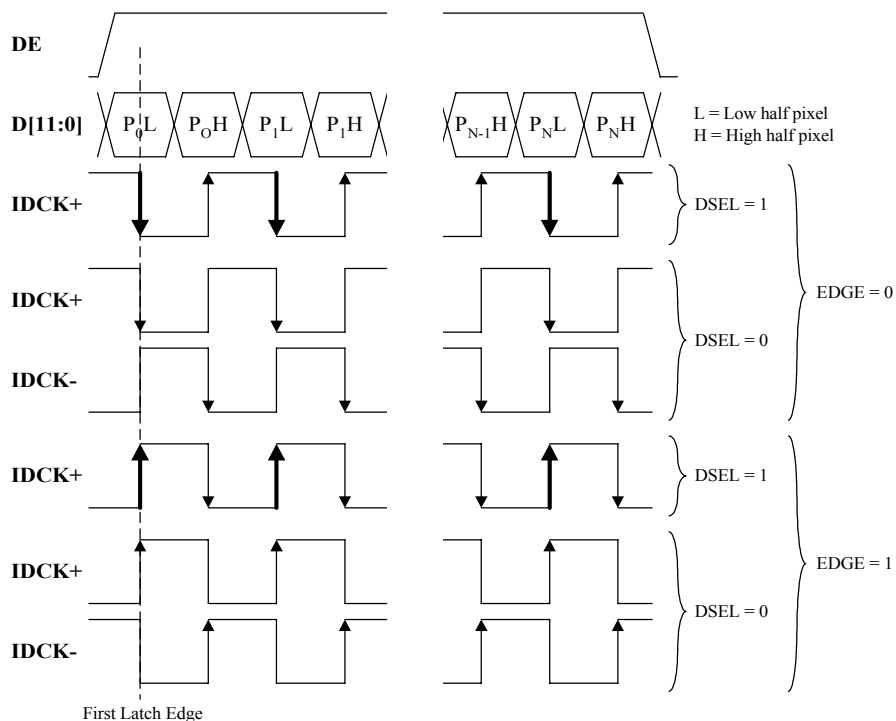 DE
D[11:0]
P0L
POH
P1L
P1H
PN-1H
PNL
PNH
L = Low half pixel
H = High half pixel
IDCK+
DSEL = 1
IDCK+
EDGE = 0
DSEL = 0
IDCK-
IDCK+
DSEL = 1
IDCK+
EDGE = 1
DSEL = 0
IDCK-
First Latch Edge